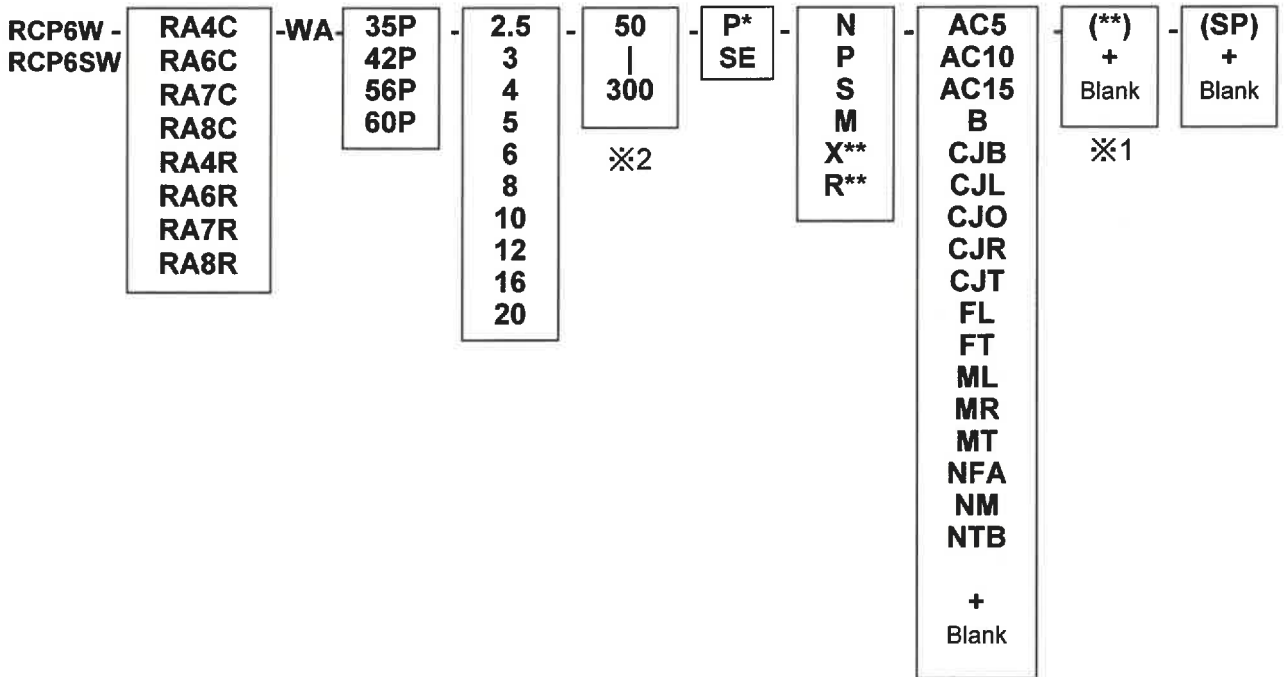 RCP6W - RA4C -WA- 35P - 2.5 - 50 - P* - N - AC5 - (**) - (SP)
RCP6SW RA6C 42P 3 | SE P AC10 + +
RA7C 56P 4 300 S AC15 Blank Blank
RA8C 60P 5 M B
RA4R 6 ※2 X** CJB ※1
RA6R 8 R** CJL
RA7R 10 CJO
RA8R 12 CJR
16 CJT
20 FL
FT
ML
MR
MT
NFA
NM
NTB
+
Blank